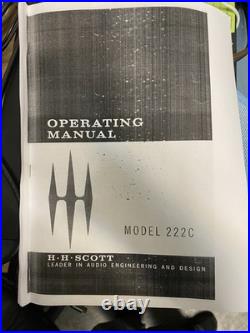 OPERATING
MANUAL
MODEL 222C
H·H·SCOTT
LEADER IN AUDIO ENGINEERING AND DESIGN